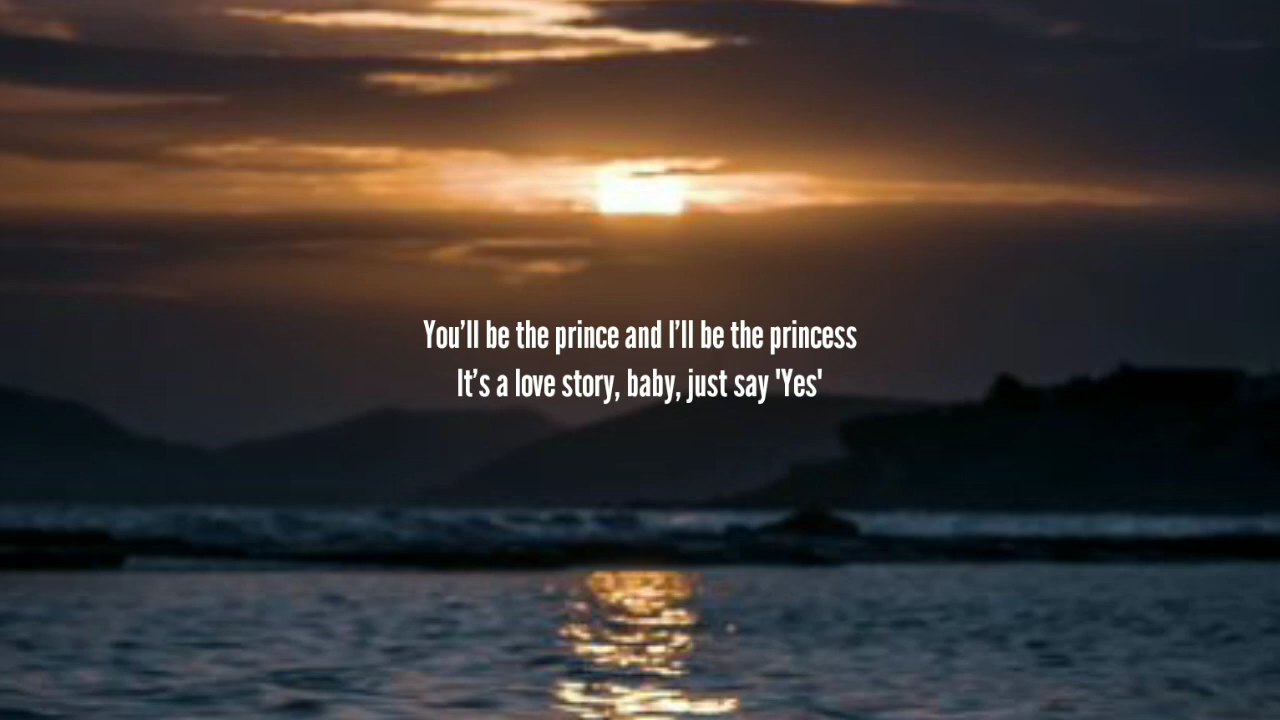 You’ll be the prince and I’ll be the princess
It’s a love story, baby, just say 'Yes'